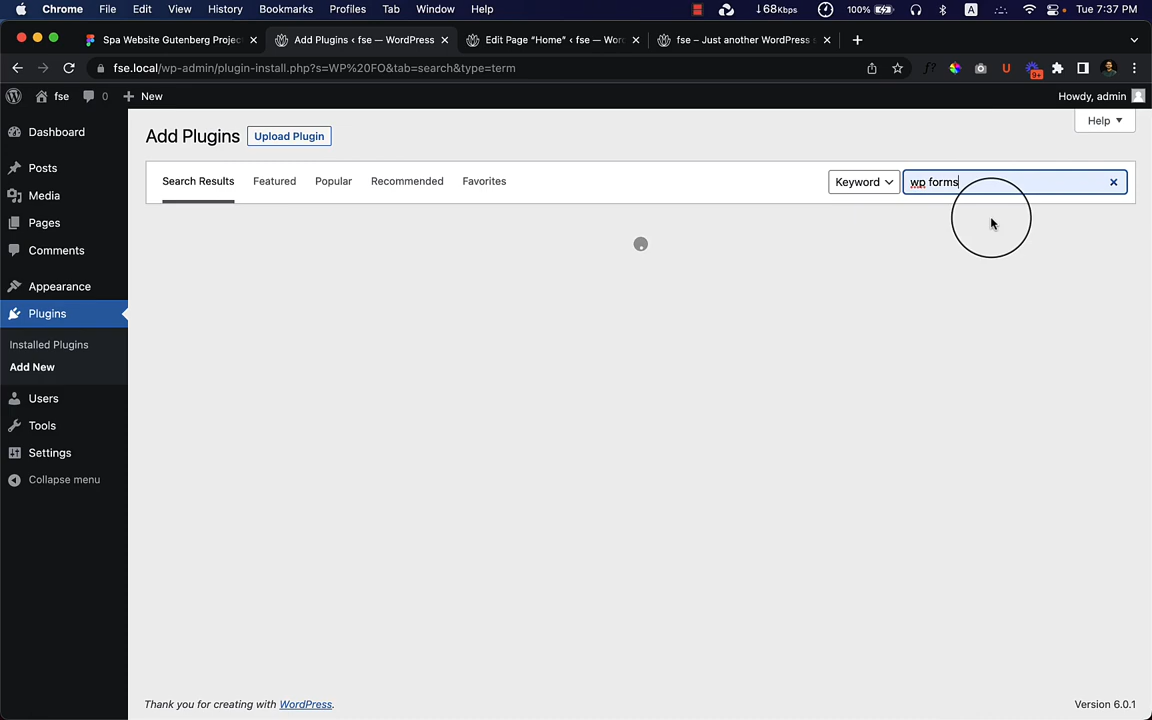 Chrome File Edit View History Bookmarks Profiles Tab Window Help
↓68Kbps 100% A Tue 7:37 PM
Spa Website Gutenberg Projec
Add Plugins ‹ fse — WordPress
Edit Page “Home” ‹ fse — Wor
fse – Just another WordPress s
fse.local/wp-admin/plugin-install.php?s=WP%20FO&tab=search&type=term
fse 0 New Howdy, admin
Dashboard
Posts
Media
Pages
Comments
Appearance
Plugins
Installed Plugins
Add New
Users
Tools
Settings
Collapse menu
Help
Add Plugins Upload Plugin
Search Results Featured Popular Recommended Favorites Keyword wp forms
Thank you for creating with WordPress. Version 6.0.1